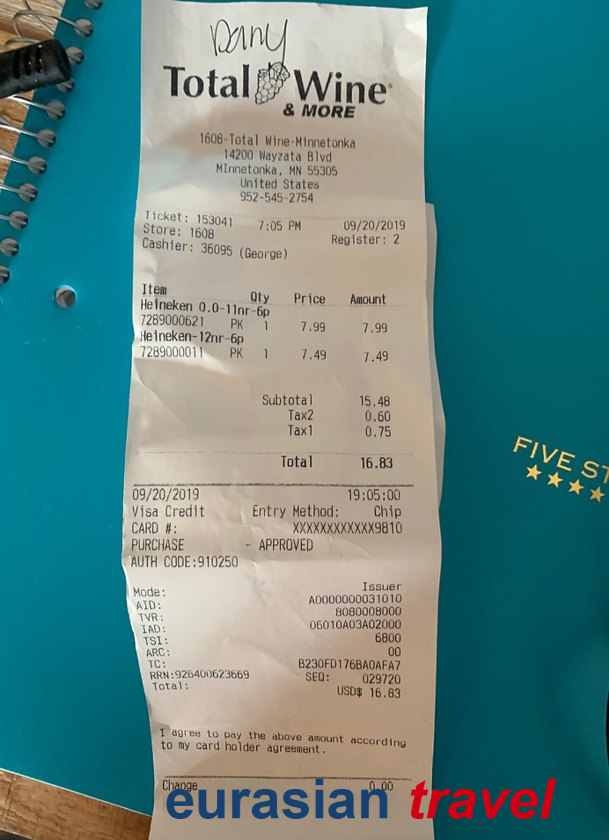 Dany
Total Wine
& MORE
1608-Total Wine-Minnetonka
14200 Wayzata Blvd
Minnetonka, MN 55305
United States
952-545-2754
Ticket: 153041 7:05 PM 09/20/2019
Store: 1608 Register: 2
Cashier: 36095 (George)
Item Qty Price Amount
Heineken 0.0-11nr-6p
7289000621 PK 1 7.99 7.99
Heineken-12nr-6p
7289000011 PK 1 7.49 7.49
Subtotal 15.48
Tax2 0.60
Tax1 0.75
Total 16.83
09/20/2019 19:05:00
Visa Credit Entry Method: Chip
CARD #: XXXXXXXXXXXX9810
PURCHASE - APPROVED
AUTH CODE:910250
Mode: Issuer
AID: A0000000031010
TVR: 8080008000
IAD: 06010A03A02000
TSI: 6800
ARC: 00
TC: B230FD176BA0AFA7
RRN:926400623669 SEQ: 029720
Total: USD$ 16.83
I agree to pay the above amount according
to my card holder agreement.
Change 0.00
FIVE ST
eurasian travel